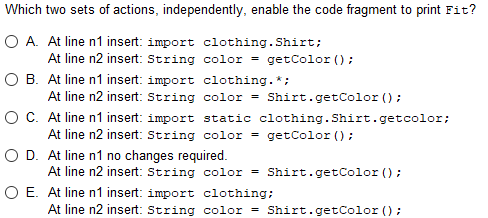 Which two sets of actions, independently, enable the code fragment to print Fit?
A. At line n1 insert: import clothing.Shirt;
At line n2 insert: String color = getColor();
B. At line n1 insert: import clothing.*;
At line n2 insert: String color = Shirt.getColor();
C. At line n1 insert: import static clothing.Shirt.getcolor;
At line n2 insert: String color = getColor();
D. At line n1 no changes required.
At line n2 insert: String color = Shirt.getColor();
E. At line n1 insert: import clothing;
At line n2 insert: String color = Shirt.getColor();